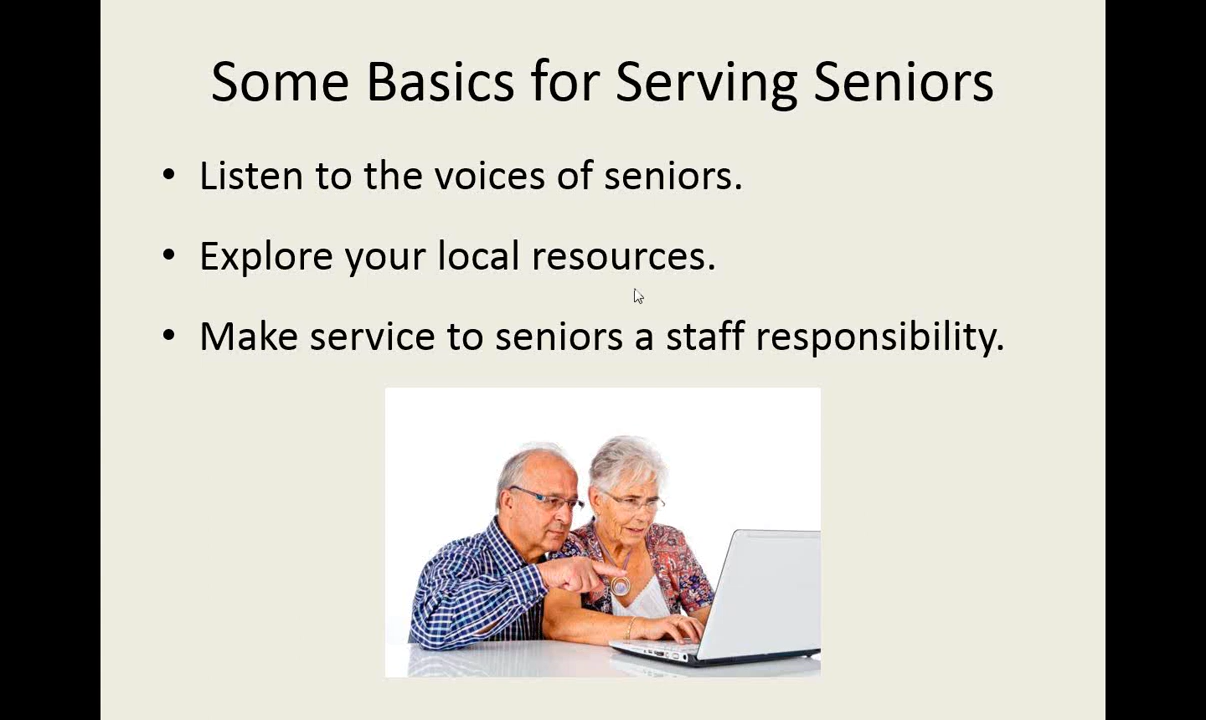 Some Basics for Serving Seniors
• Listen to the voices of seniors.
• Explore your local resources.
• Make service to seniors a staff responsibility.